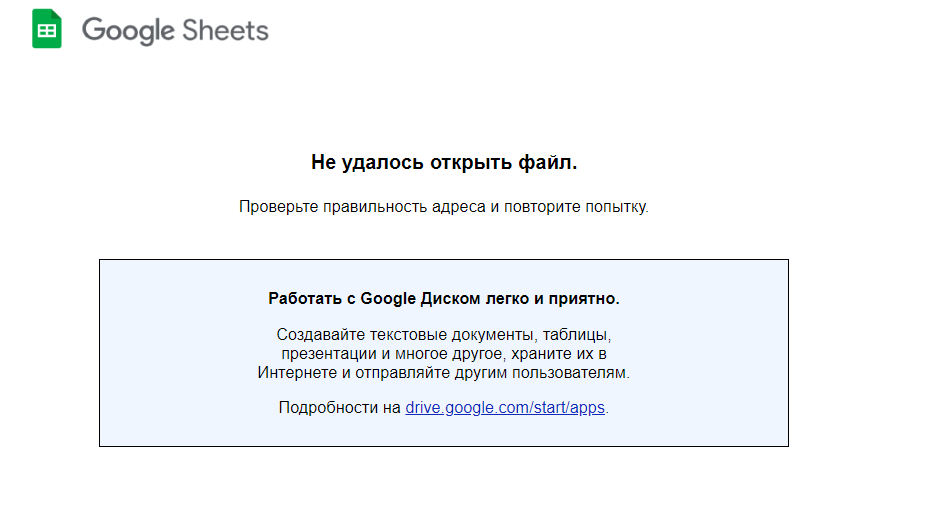 Google Sheets
Не удалось открыть файл.
Проверьте правильность адреса и повторите попытку.
Работать с Google Диском легко и приятно.
Создавайте текстовые документы, таблицы,
презентации и многое другое, храните их в
Интернете и отправляйте другим пользователям.
Подробности на drive.google.com/start/apps.